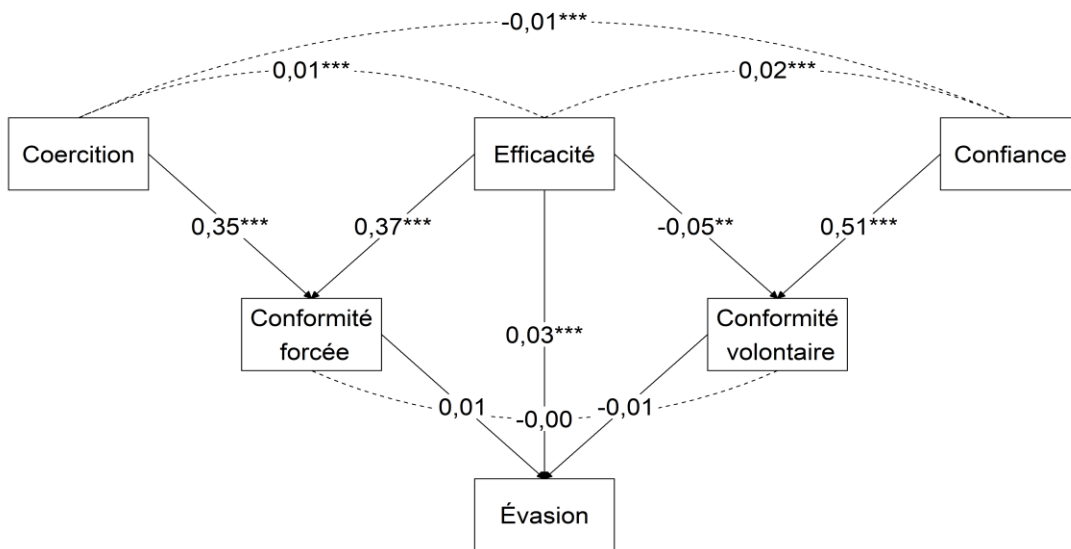 -0,01***
0,01***
0,02***
Coercition
Efficacité
Confiance
0,35***
0,37***
-0,05**
0,51***
Conformité
forcée
Conformité
volontaire
0,03***
0,01
-0,00
-0,01
Évasion